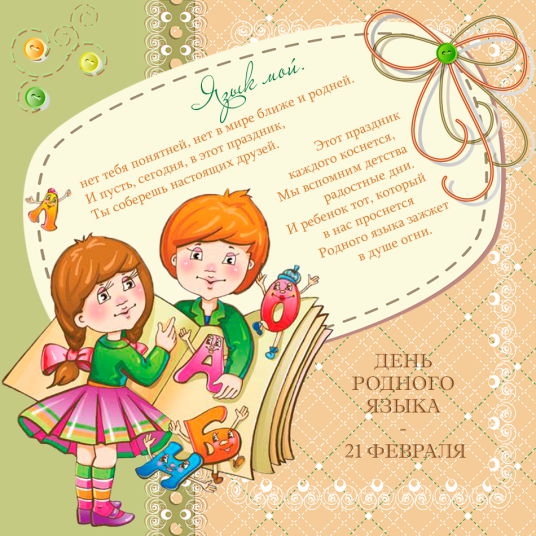 Язык мой.
нет тебя понятней, нет в мире ближе и родней.
И пусть, сегодня, в этот праздник,
Ты соберешь настоящих друзей.
Этот праздник
каждого коснется,
Мы вспомним детства
радостные дни.
И ребенок тот, который
в нас проснется
Родного языка зажжет
в душе огни.
Л
О
А
Б
Н
ДЕНЬ
РОДНОГО
ЯЗЫКА
-
21 ФЕВРАЛЯ